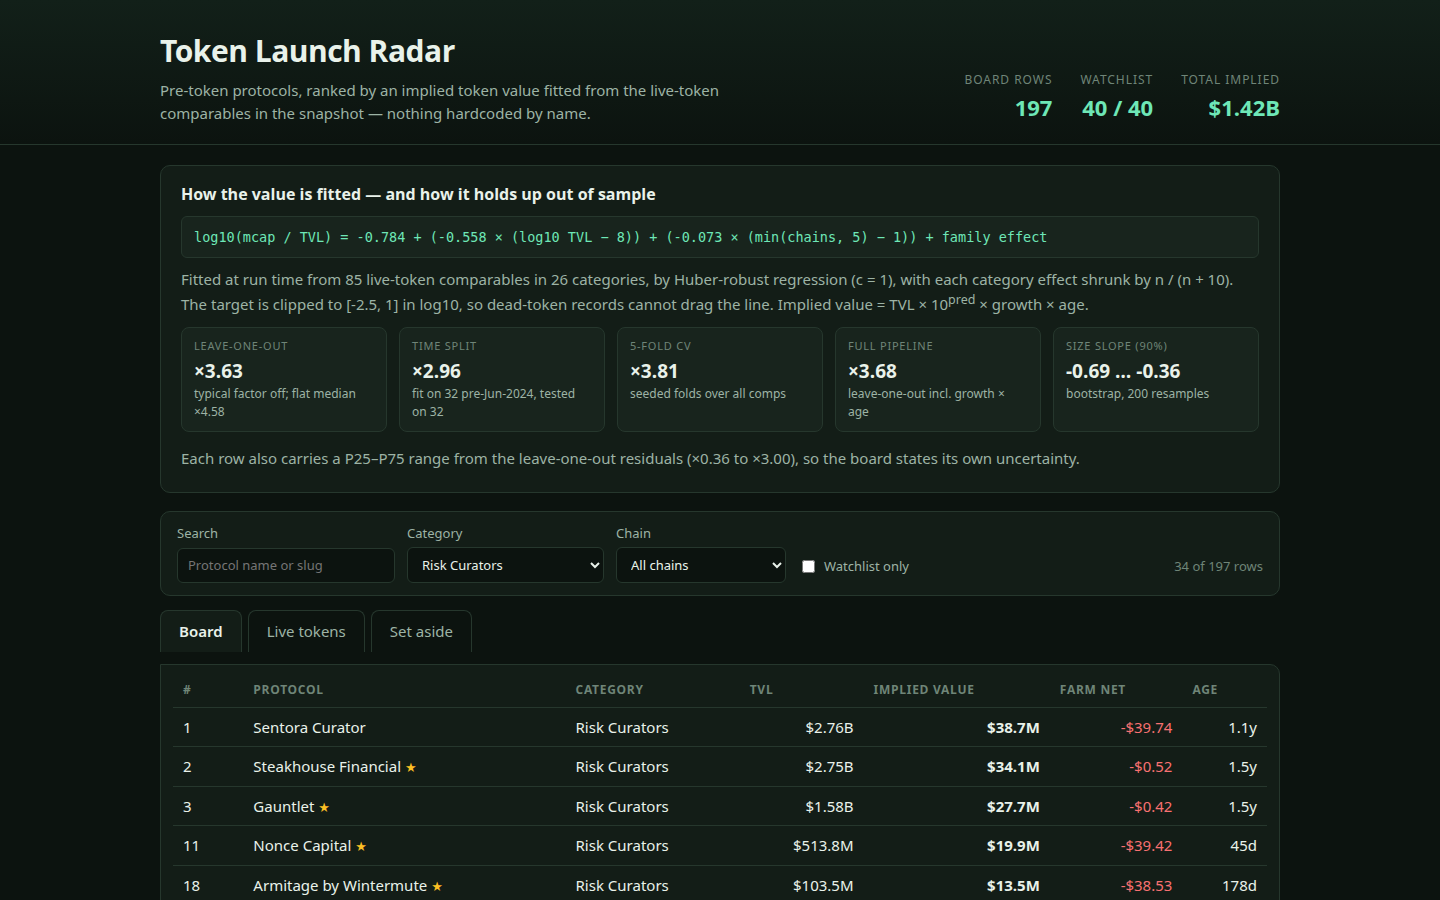 Token Launch Radar
Pre-token protocols, ranked by an implied token value fitted from the live-token
comparables in the snapshot — nothing hardcoded by name.
BOARD ROWS WATCHLIST TOTAL IMPLIED
197 40 / 40 $1.42B
How the value is fitted — and how it holds up out of sample
log10(mcap / TVL) = -0.784 + (-0.558 × (log10 TVL − 8)) + (-0.073 × (min(chains, 5) − 1)) + family effect
Fitted at run time from 85 live-token comparables in 26 categories, by Huber-robust regression (c = 1), with each category effect shrunk by n / (n + 10).
The target is clipped to [-2.5, 1] in log10, so dead-token records cannot drag the line. Implied value = TVL × 10^pred × growth × age.
LEAVE-ONE-OUT
×3.63
typical factor off; flat median
×4.58
TIME SPLIT
×2.96
fit on 32 pre-Jun-2024, tested
on 32
5-FOLD CV
×3.81
seeded folds over all comps
FULL PIPELINE
×3.68
leave-one-out incl. growth ×
age
SIZE SLOPE (90%)
-0.69 … -0.36
bootstrap, 200 resamples
Each row also carries a P25–P75 range from the leave-one-out residuals (×0.36 to ×3.00), so the board states its own uncertainty.
Search Category Chain
Protocol name or slug Risk Curators All chains Watchlist only 34 of 197 rows
Board Live tokens Set aside
# PROTOCOL CATEGORY TVL IMPLIED VALUE FARM NET AGE
1 Sentora Curator Risk Curators $2.76B $38.7M -$39.74 1.1y
2 Steakhouse Financial ★ Risk Curators $2.75B $34.1M -$0.52 1.5y
3 Gauntlet ★ Risk Curators $1.58B $27.7M -$0.42 1.5y
11 Nonce Capital ★ Risk Curators $513.8M $19.9M -$39.42 45d
18 Armitage by Wintermute ★ Risk Curators $103.5M $13.5M -$38.53 178d